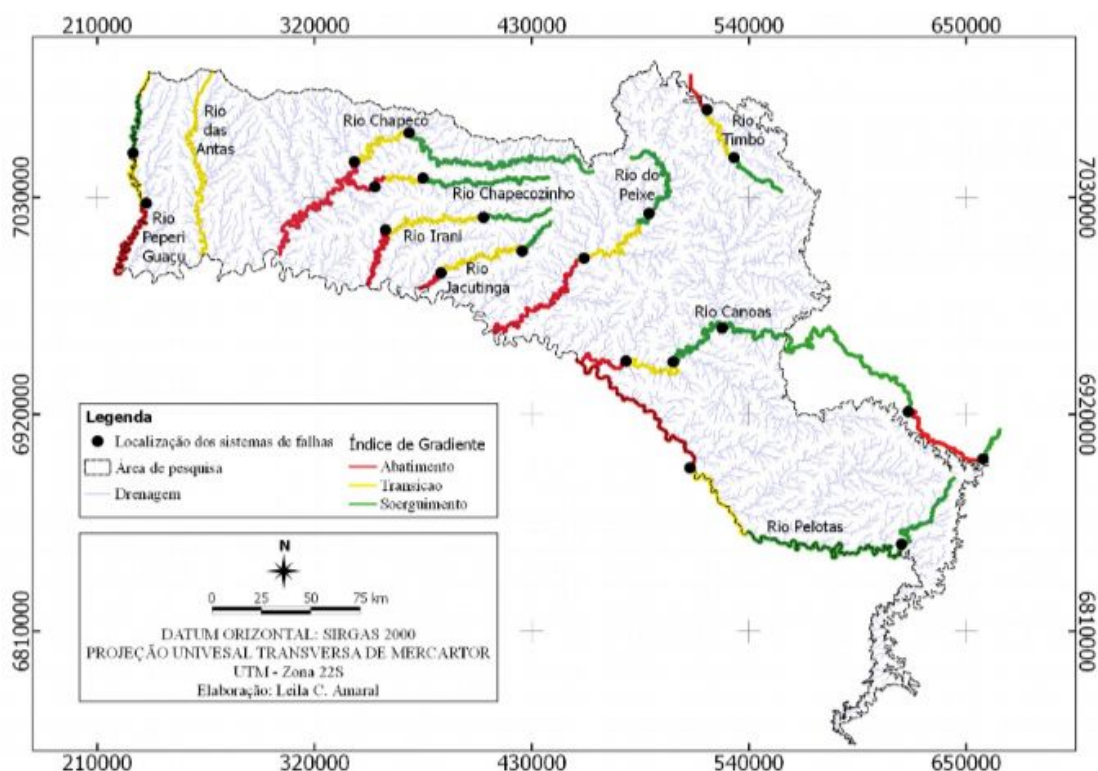 210000 320000 430000 540000 650000
Rio Chapecó
Rio
das
Antas
Rio
Timbó
Rio do
Peixe
Rio Chapecozinho
7030000
7030000
Rio
Peperi
Guaçu
Rio Irani
Rio
Jacutinga
Rio Canoas
6920000
6920000
Legenda
Localização dos sistemas de falhas
Área de pesquisa
Drenagem
Índice de Gradiente
Abatimento
Transicao
Soerguimento
Rio Pelotas
N
0 25 50 75 km
DATUM ORIZONTAL: SIRGAS 2000
PROJEÇÃO UNIVESAL TRANSVERSA DE MERCARTOR
UTM - Zona 22S
Elaboração: Leila C. Amaral
6810000
6810000
210000 320000 430000 540000 650000